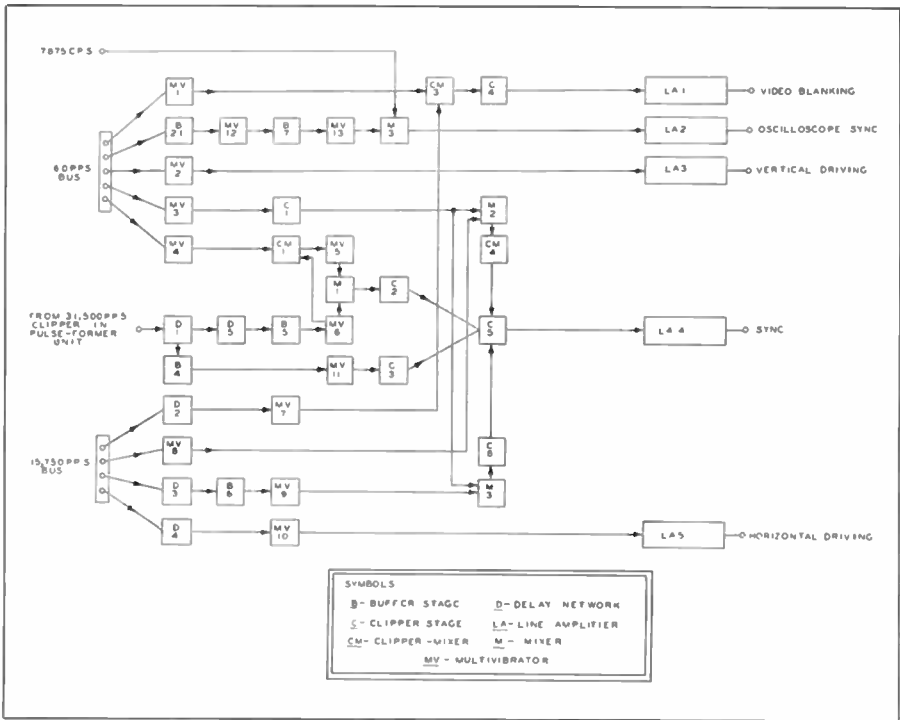 7875 CPS
MV 1
CM 3
C 4
LA 1
VIDEO BLANKING
B 21
MV 12
B 7
MV 13
M 3
LA 2
OSCILLOSCOPE SYNC
60 PPS BUS
MV 2
LA 3
VERTICAL DRIVING
MV 3
C 1
M 2
MV 4
CM 1
MV 5
CM 4
M 1
C 2
FROM 31,500 PPS CLIPPER IN PULSE-FORMER UNIT
D 1
D 5
B 5
MV 6
C 5
LA 4
SYNC
B 4
MV 11
C 3
D 2
MV 7
15,750 PPS BUS
MV 8
C 6
D 3
B 6
MV 9
M 3
D 4
MV 10
LA 5
HORIZONTAL DRIVING
SYMBOLS
B - BUFFER STAGE D - DELAY NETWORK
C - CLIPPER STAGE LA - LINE AMPLIFIER
CM - CLIPPER-MIXER M - MIXER
MV - MULTIVIBRATOR